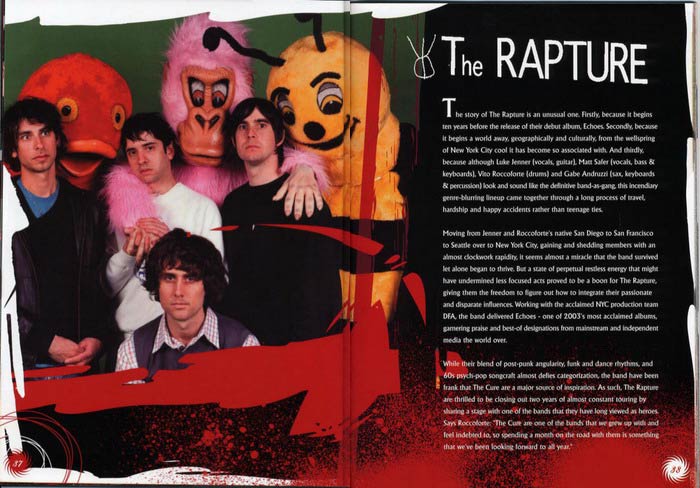 The RAPTURE
The story of The Rapture is an unusual one. Firstly, because it begins
ten years before the release of their debut album, Echoes. Secondly, because
it begins a world away, geographically and culturally, from the wellspring
of New York City cool it has become so associated with. And thirdly,
because although Luke Jenner (vocals, guitar), Matt Safer (vocals, bass &
keyboards), Vito Roccoforte (drums) and Gabe Andruzzi (sax, keyboards
& percussion) look and sound like the definitive band-as-gang, this incendiary
genre-blurring lineup came together through a long process of travel,
hardship and happy accidents rather than teenage ties.
Moving from Jenner and Roccoforte's native San Diego to San Francisco
to Seattle over to New York City, gaining and shedding members with an
almost clockwork rapidity, it seems almost a miracle that the band survived
let alone began to thrive. But a state of perpetual restless energy that might
have undermined less focused acts proved to be a boon for The Rapture,
giving them the freedom to figure out how to integrate their passionate
and disparate influences. Working with the acclaimed NYC production team
DFA, the band delivered Echoes - one of 2003's most acclaimed albums,
garnering praise and best-of designations from mainstream and independent
media the world over.
While their blend of post-punk angularity, funk and dance rhythms, and
'60s psych-pop songcraft almost defies categorization, the band have been
frank that The Cure are a major source of inspiration. As such, The Rapture
are thrilled to be closing out two years of almost constant touring by
sharing a stage with one of the bands that they have long viewed as heroes.
Says Roccoforte: "The Cure are one of the bands that we grew up with and
feel indebted to, so spending a month on the road with them is something
that we've been looking forward to all year."
37
38